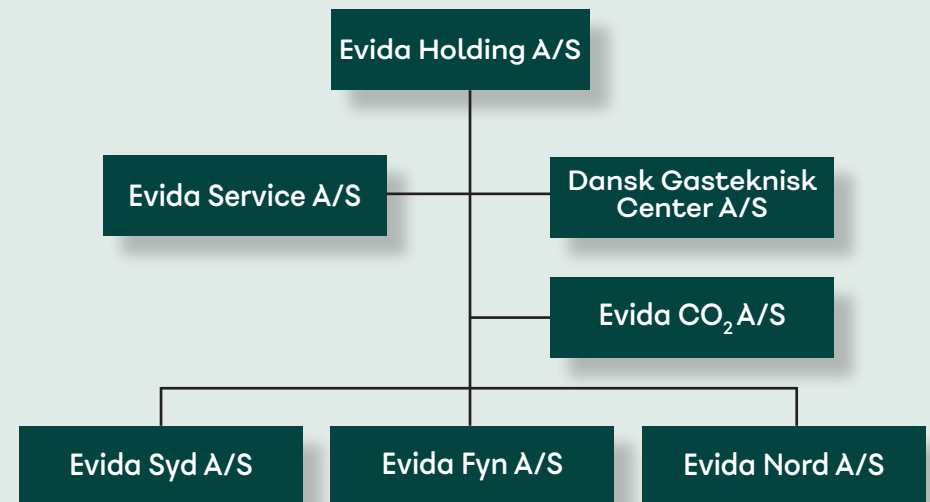 Evida Holding A/S
Evida Service A/S
Dansk Gasteknisk
Center A/S
Evida CO₂ A/S
Evida Syd A/S
Evida Fyn A/S
Evida Nord A/S